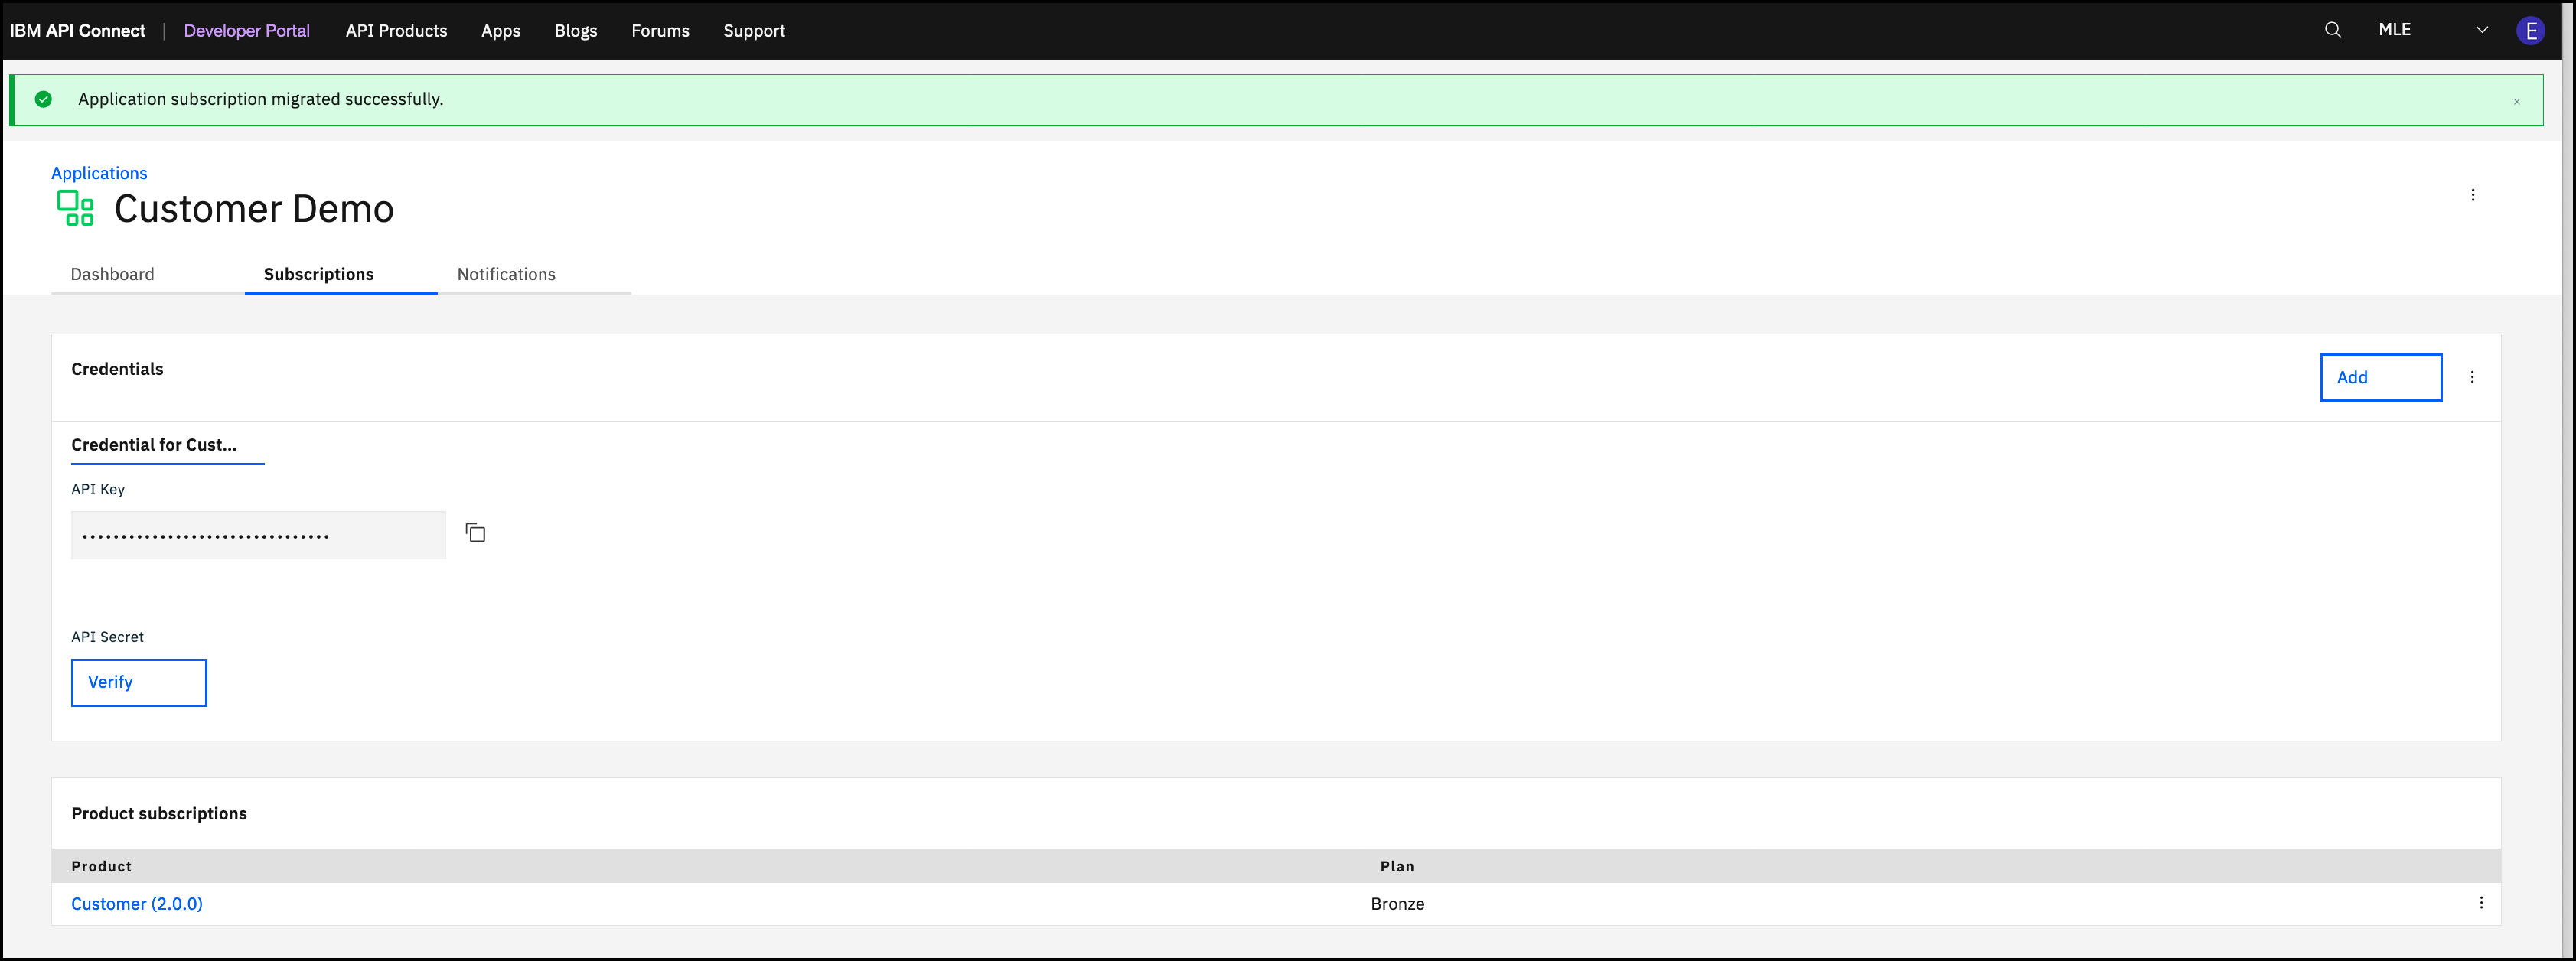 IBM API Connect | Developer Portal API Products Apps Blogs Forums Support MLE E
Application subscription migrated successfully. ×
Applications
Customer Demo
Dashboard Subscriptions Notifications
Credentials Add
Credential for Cust...
API Key
••••••••••••••••••••••••••••••••
API Secret
Verify
Product subscriptions
Product Plan
Customer (2.0.0) Bronze